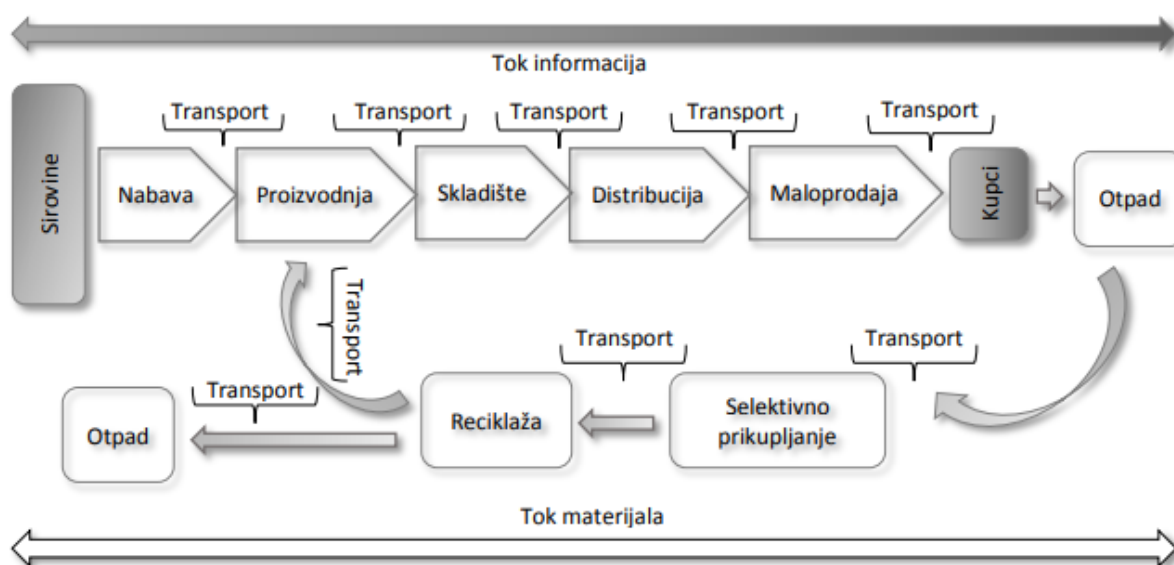 Tok informacija
Transport
Transport
Transport
Transport
Transport
Sirovine
Nabava
Proizvodnja
Skladište
Distribucija
Maloprodaja
Kupci
Otpad
Transport
Transport
Transport
Transport
Otpad
Reciklaža
Selektivno
prikupljanje
Tok materijala